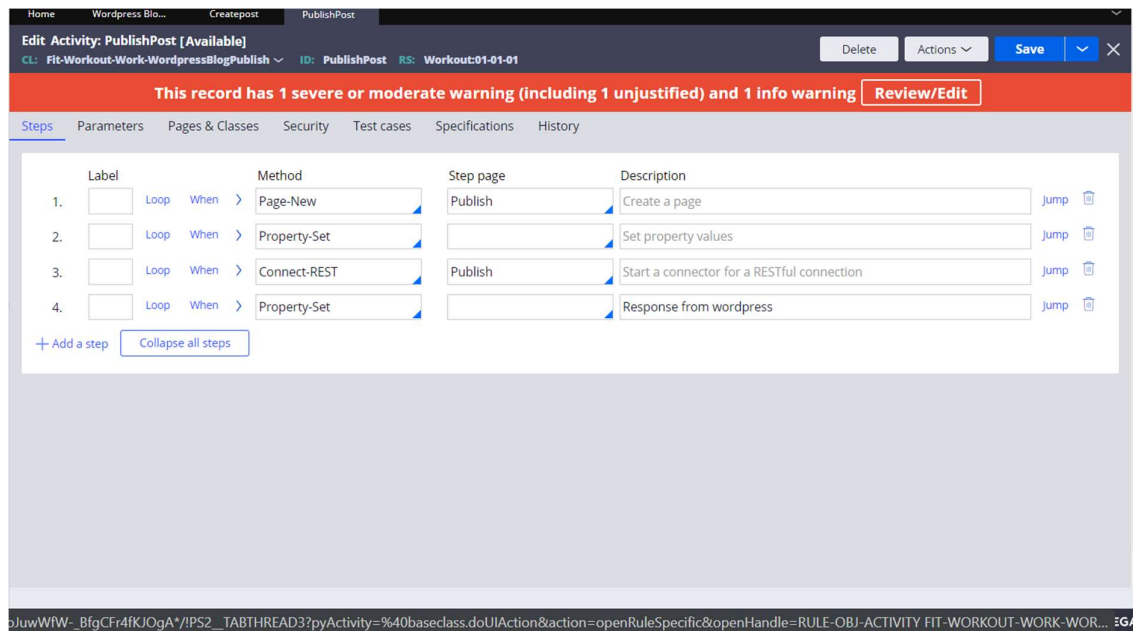 Home Wordpress Blo... Createpost PublishPost
Edit Activity: PublishPost [Available]
CL: Fit-Workout-Work-WordpressBlogPublish ID: PublishPost RS: Workout:01-01-01
Delete Actions Save
This record has 1 severe or moderate warning (including 1 unjustified) and 1 info warning Review/Edit
Steps Parameters Pages & Classes Security Test cases Specifications History
Label Method Step page Description
1. Loop When Page-New Publish Create a page Jump
2. Loop When Property-Set Set property values Jump
3. Loop When Connect-REST Publish Start a connector for a RESTful connection Jump
4. Loop When Property-Set Response from wordpress Jump
+ Add a step Collapse all steps
oJuwWfW-_BfgCFr4fKJOgA*/!PS2__TABTHREAD3?pyActivity=%40baseclass.doUIAction&action=openRuleSpecific&openHandle=RULE-OBJ-ACTIVITY FIT-WORKOUT-WORK-WOR...